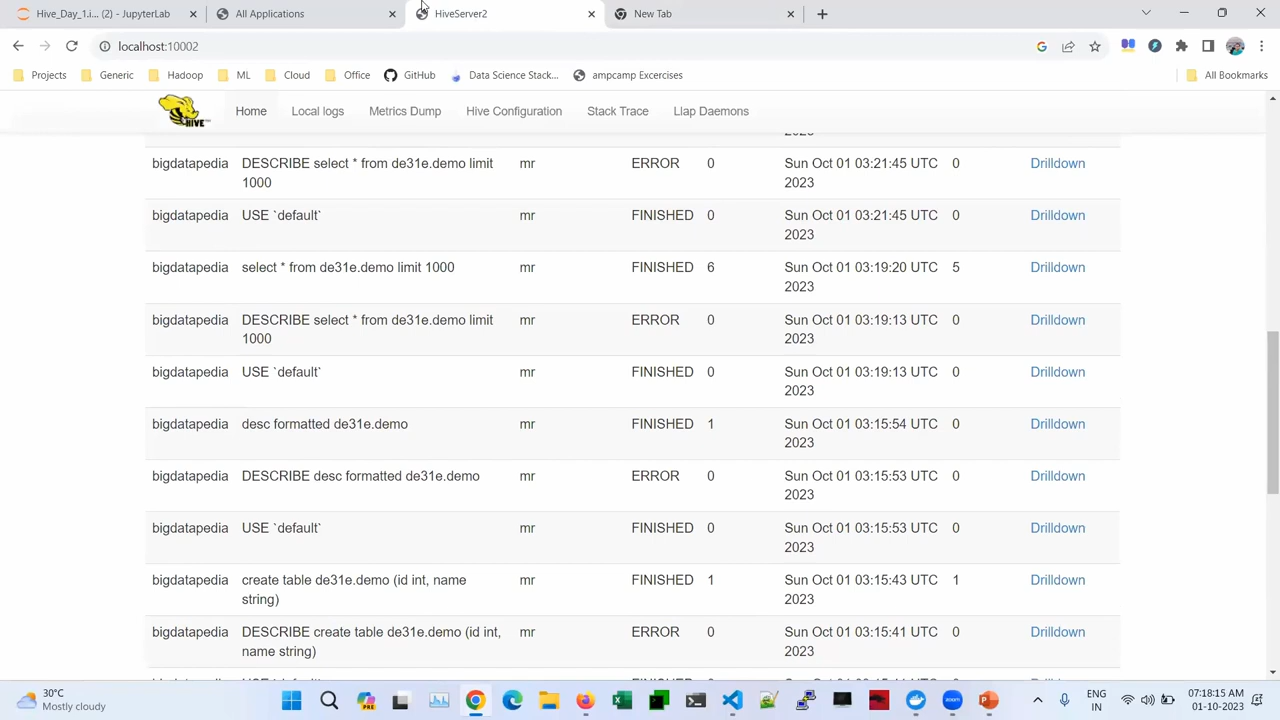 Hive_Day_1.i... (2) - JupyterLab
All Applications
HiveServer2
New Tab
localhost:10002
Projects
Generic
Hadoop
ML
Cloud
Office
GitHub
Data Science Stack...
ampcamp Excercises
All Bookmarks
HIVE
Home
Local logs
Metrics Dump
Hive Configuration
Stack Trace
Llap Daemons
2023
bigdatapedia DESCRIBE select * from de31e.demo limit mr ERROR 0 Sun Oct 01 03:21:45 UTC 0 Drilldown
1000 2023
bigdatapedia USE `default` mr FINISHED 0 Sun Oct 01 03:21:45 UTC 0 Drilldown
2023
bigdatapedia select * from de31e.demo limit 1000 mr FINISHED 6 Sun Oct 01 03:19:20 UTC 5 Drilldown
2023
bigdatapedia DESCRIBE select * from de31e.demo limit mr ERROR 0 Sun Oct 01 03:19:13 UTC 0 Drilldown
1000 2023
bigdatapedia USE `default` mr FINISHED 0 Sun Oct 01 03:19:13 UTC 0 Drilldown
2023
bigdatapedia desc formatted de31e.demo mr FINISHED 1 Sun Oct 01 03:15:54 UTC 0 Drilldown
2023
bigdatapedia DESCRIBE desc formatted de31e.demo mr ERROR 0 Sun Oct 01 03:15:53 UTC 0 Drilldown
2023
bigdatapedia USE `default` mr FINISHED 0 Sun Oct 01 03:15:53 UTC 0 Drilldown
2023
bigdatapedia create table de31e.demo (id int, name mr FINISHED 1 Sun Oct 01 03:15:43 UTC 1 Drilldown
string) 2023
bigdatapedia DESCRIBE create table de31e.demo (id int, mr ERROR 0 Sun Oct 01 03:15:41 UTC 0 Drilldown
name string) 2023
30°C
Mostly cloudy
ENG
IN
07:18:15 AM
01-10-2023